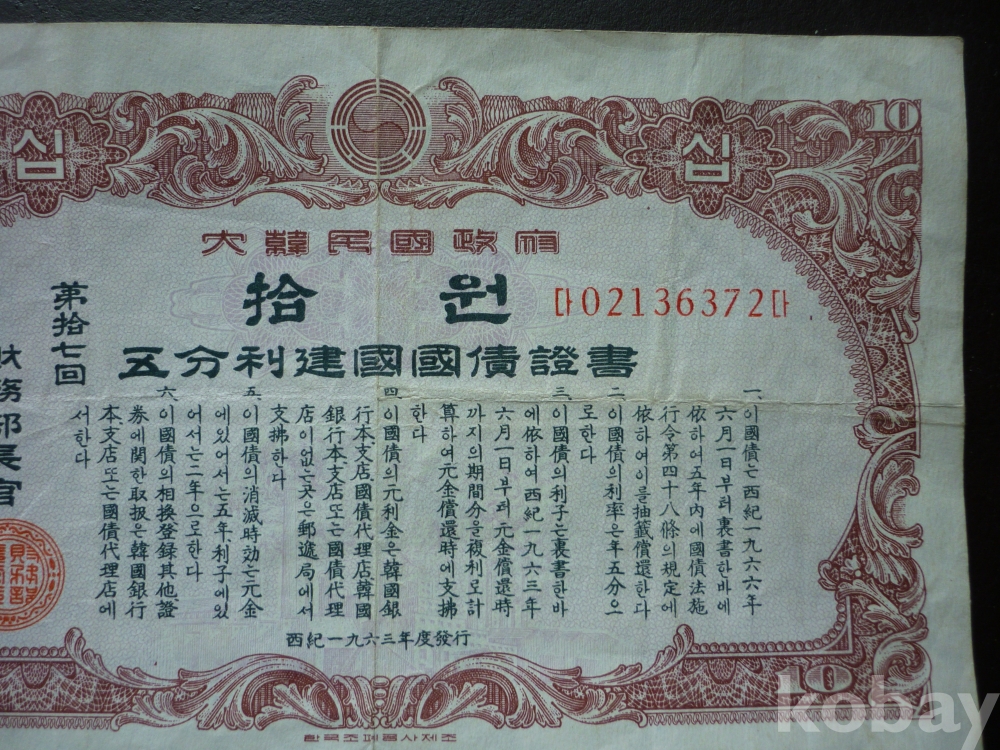 십
십
10
大韓民國政府
拾 원
다02136372다
五分利建國國債證書
第拾七回
財務部長官
一、이國債는西紀一九六六年
六月一日부터裏書한바에
依하여五年內에國債法施
行令第四十八條의規定에
依하여이를抽籤償還한다
二、이國債의利率은年五分으
로한다
三、이國債의利子는裏書한바
에依하여西紀一九六三年
六月一日부터元金償還時
까지의期間分을複利로計
算하여元金償還時에支拂
한다
四、이國債의元利金은韓國銀
行本支店、國債代理店韓國
銀行本支店또는國債代理
店이없는곳은郵遞局에서
支拂한다
五、이國債의消滅時効는元金
에있어서는五年、利子에있
어서는二年으로한다
六、이國債의相換登録其他證
券에關한取扱은韓國銀行
本支店또는國債代理店에
서한다
西紀一九六三年度發行
10
한국조폐공사제조
kobay